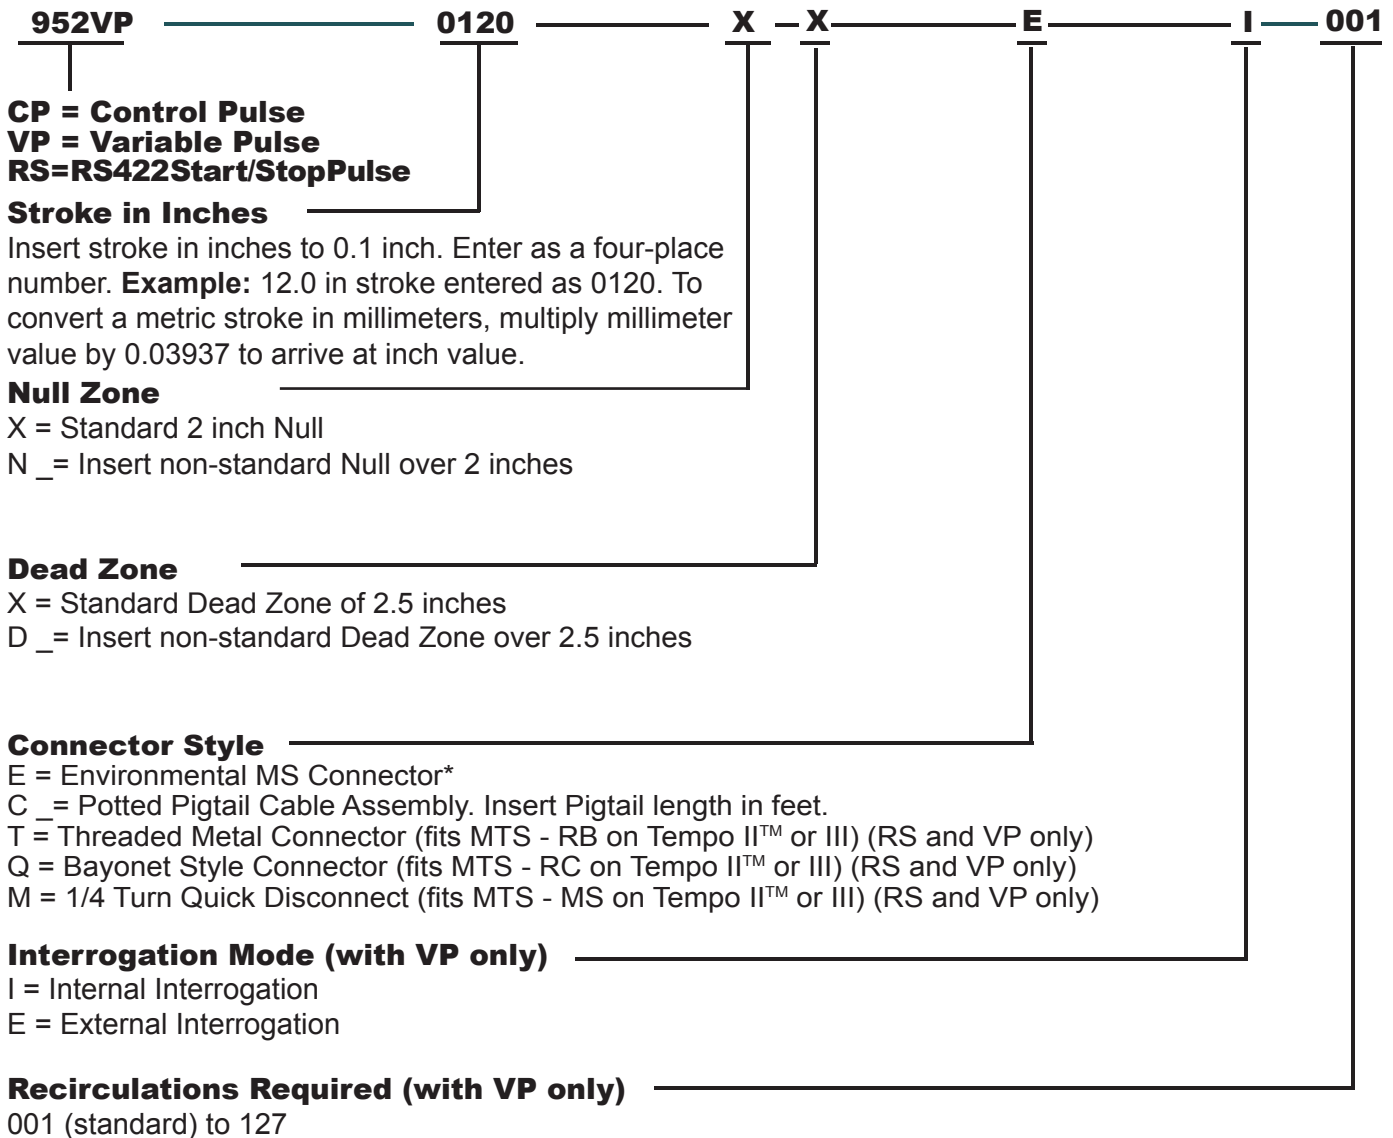 952VP 0120 X X E I 001
CP = Control Pulse
VP = Variable Pulse
RS=RS422Start/StopPulse
Stroke in Inches
Insert stroke in inches to 0.1 inch. Enter as a four-place
number. Example: 12.0 in stroke entered as 0120. To
convert a metric stroke in millimeters, multiply millimeter
value by 0.03937 to arrive at inch value.
Null Zone
X = Standard 2 inch Null
N _= Insert non-standard Null over 2 inches
Dead Zone
X = Standard Dead Zone of 2.5 inches
D _= Insert non-standard Dead Zone over 2.5 inches
Connector Style
E = Environmental MS Connector*
C _= Potted Pigtail Cable Assembly. Insert Pigtail length in feet.
T = Threaded Metal Connector (fits MTS - RB on Tempo II™ or III) (RS and VP only)
Q = Bayonet Style Connector (fits MTS - RC on Tempo II™ or III) (RS and VP only)
M = 1/4 Turn Quick Disconnect (fits MTS - MS on Tempo II™ or III) (RS and VP only)
Interrogation Mode (with VP only)
I = Internal Interrogation
E = External Interrogation
Recirculations Required (with VP only)
001 (standard) to 127